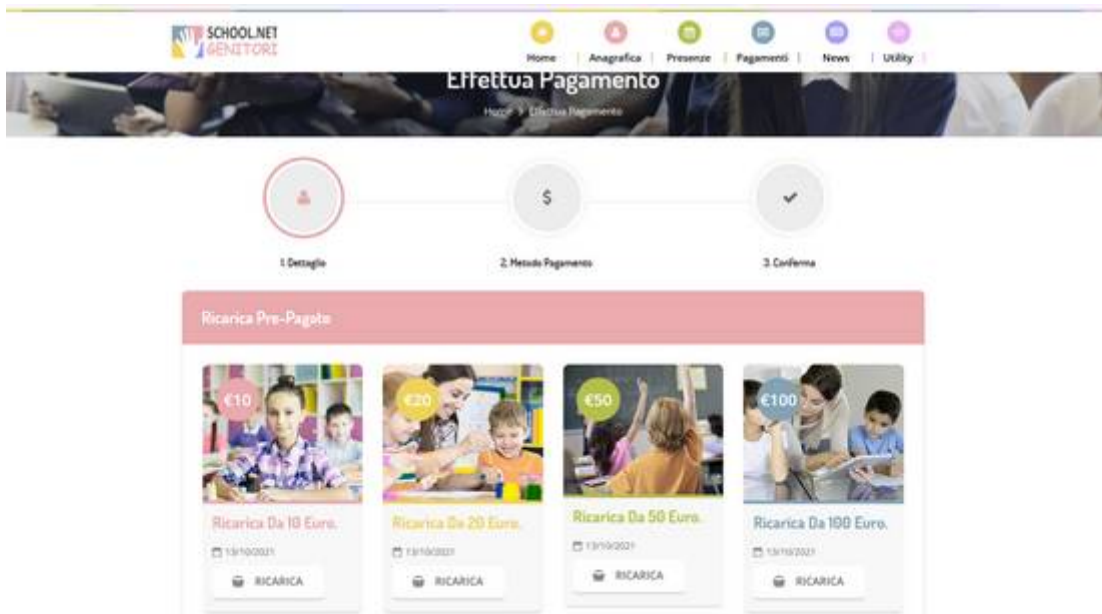 SCHOOL.NET
GENITORI
Home
Anagrafica
Presenze
Pagamenti
News
Utility
Effettua Pagamento
Home > Effettua Pagamento
$
1. Dettaglio
2. Metodo Pagamento
3. Conferma
Ricarica Pre-Pagato
€10
€20
€50
€100
Ricarica Da 10 Euro.
Ricarica Da 20 Euro.
Ricarica Da 50 Euro.
Ricarica Da 100 Euro.
13/10/2021
13/10/2021
13/10/2021
13/10/2021
RICARICA
RICARICA
RICARICA
RICARICA